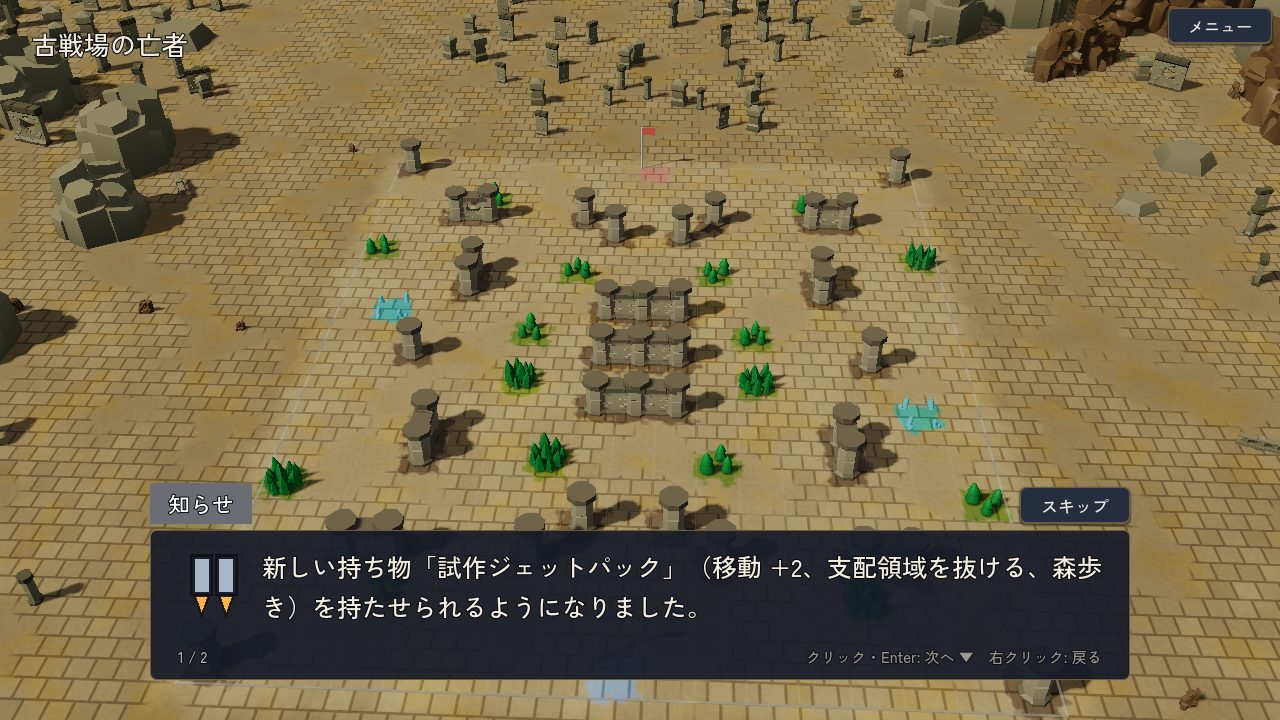 古戦場の亡者
メニュー
知らせ
スキップ
新しい持ち物「試作ジェットパック」（移動 +2、支配領域を抜ける、森歩
き）を持たせられるようになりました。
1 / 2
クリック・Enter: 次へ ▼ 右クリック: 戻る